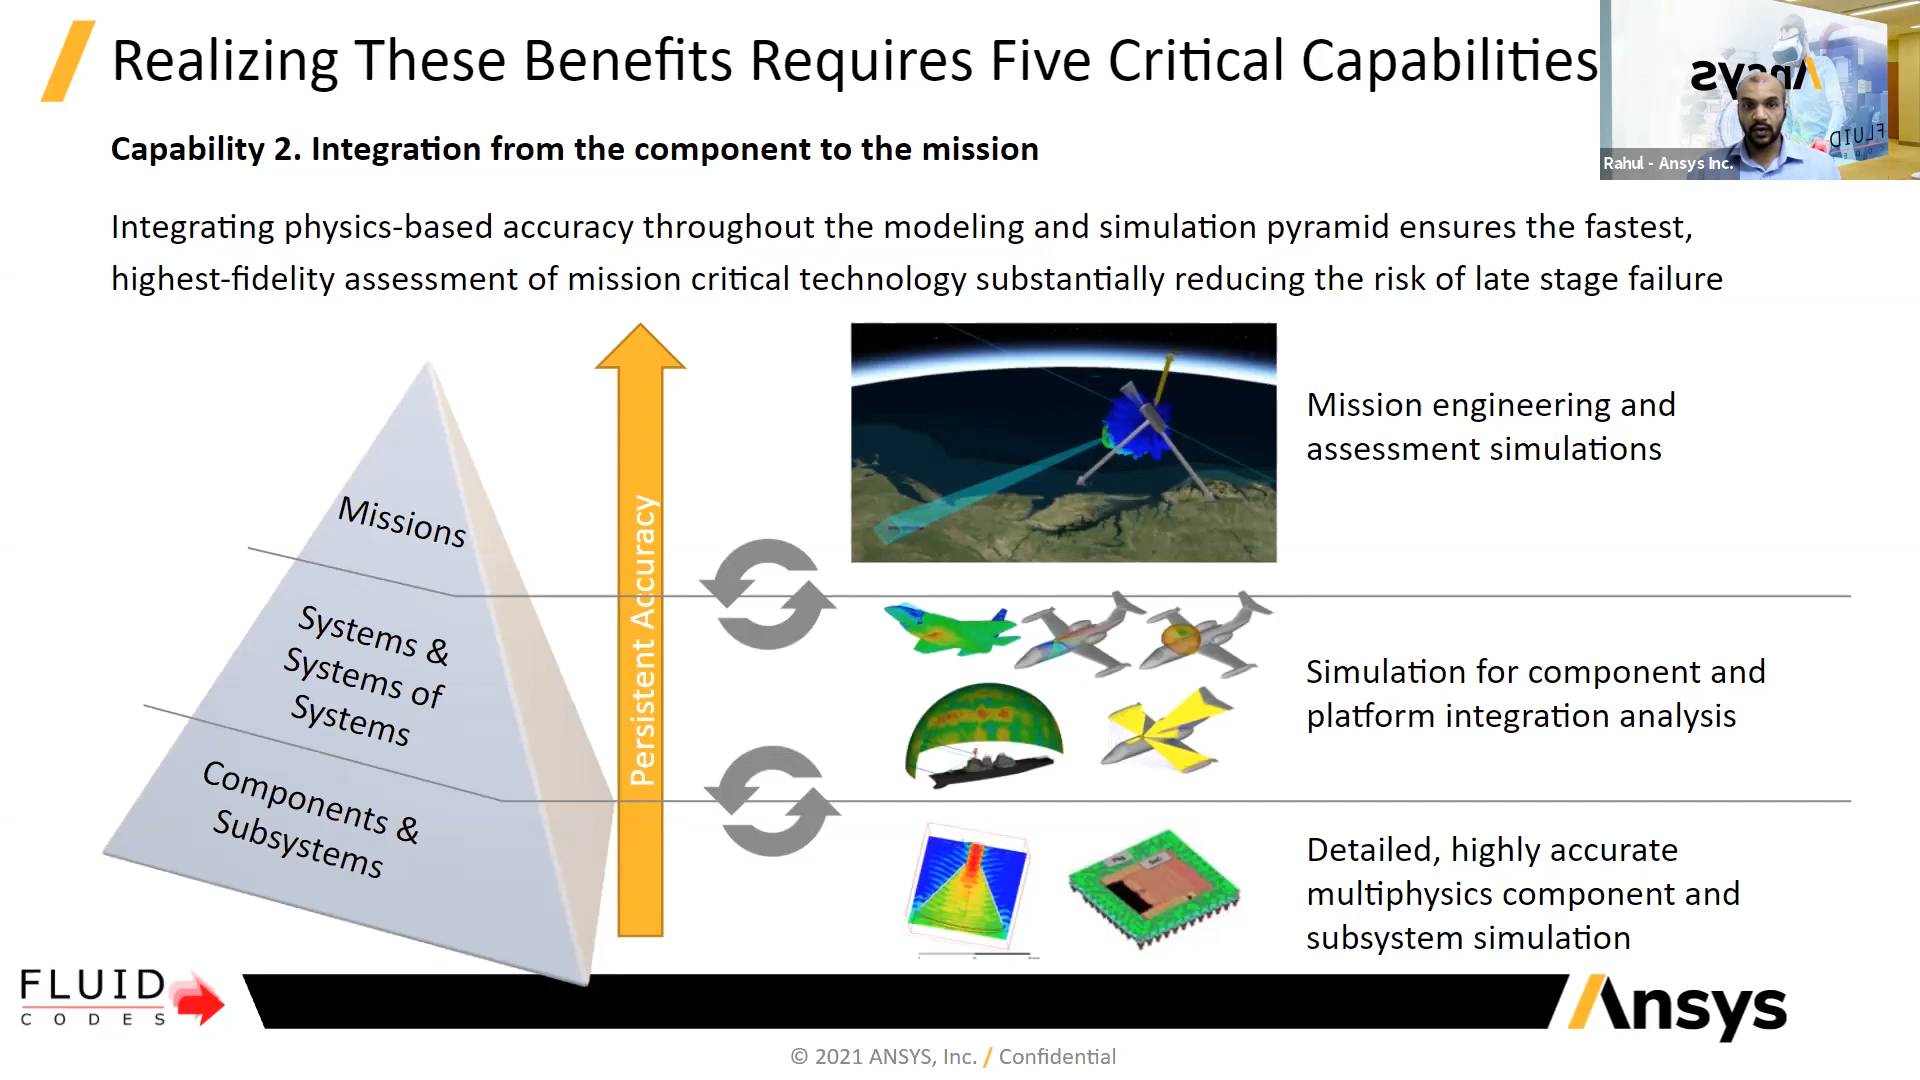 Realizing These Benefits Requires Five Critical Capabilities
Ansys
FLUID
Rahul - Ansys Inc.
Capability 2. Integration from the component to the mission
Integrating physics-based accuracy throughout the modeling and simulation pyramid ensures the fastest,
highest-fidelity assessment of mission critical technology substantially reducing the risk of late stage failure
Missions
Systems &
Systems of
Systems
Components &
Subsystems
Persistent Accuracy
Mission engineering and
assessment simulations
Simulation for component and
platform integration analysis
Detailed, highly accurate
multiphysics component and
subsystem simulation
FLUID
CODES
Ansys
© 2021 ANSYS, Inc. / Confidential